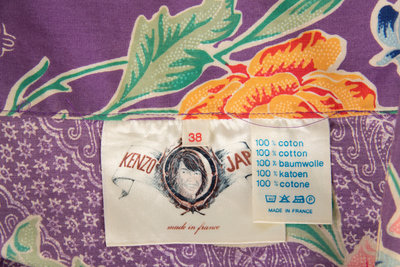 38
KENZO JAP
made in france
100 % coton
100 % cotton
100 % baumwolle
100 % katoen
100 % cotone
MADE IN FRANCE